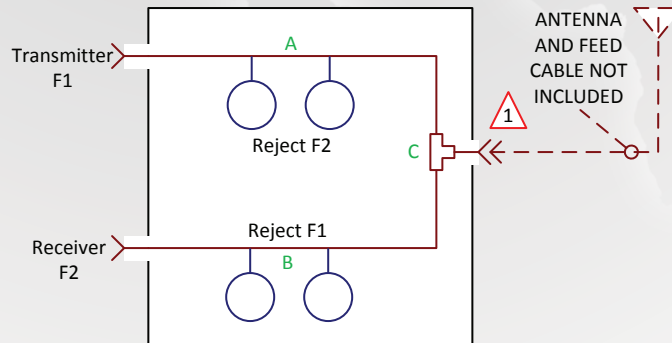 ANTENNA
AND FEED
CABLE NOT
INCLUDED
A
Transmitter
F1
1
Reject F2
C
Reject F1
Receiver
F2
B